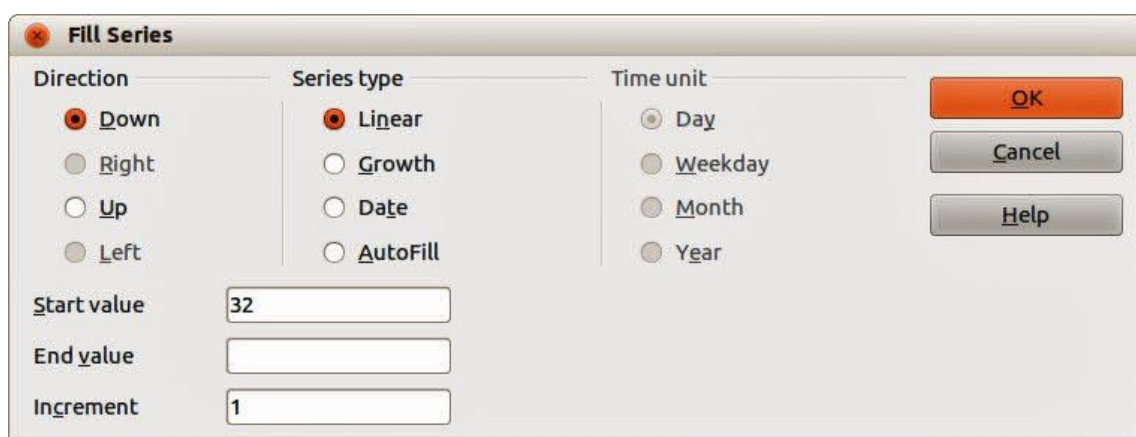 Fill Series
Direction
Down
Right
Up
Left
Series type
Linear
Growth
Date
AutoFill
Time unit
Day
Weekday
Month
Year
OK
Cancel
Help
Start value 32
End value
Increment 1